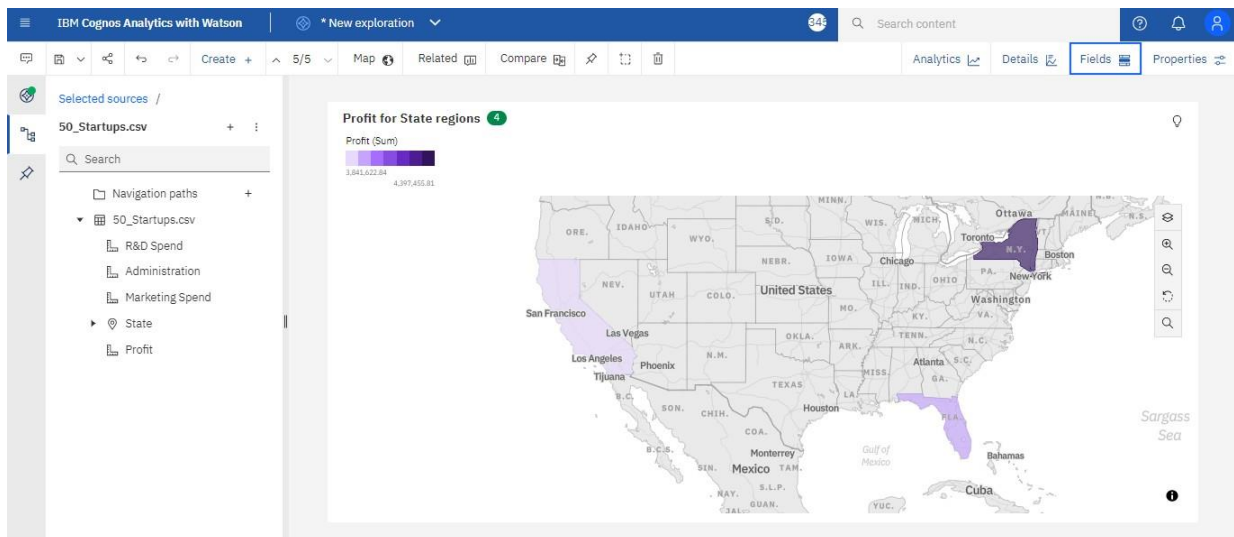 IBM Cognos Analytics with Watson
* New exploration
Search content
Create +
5/5
Map
Related
Compare
Analytics
Details
Fields
Properties
Selected sources /
50_Startups.csv
Search
Navigation paths
50_Startups.csv
R&D Spend
Administration
Marketing Spend
State
Profit
Profit for State regions 4
Profit (Sum)
3,841,622.84
4,397,455.81
MINN.
Ottawa
MAINE
N.S.
ORE.
IDAHO
S.D.
WIS.
MICH.
WYO.
Toronto
VT.
N.Y.
Boston
NEBR.
IOWA
Chicago
NEV.
UTAH
COLO.
United States
ILL.
IND.
OHIO
PA.
New York
Washington
San Francisco
MO.
KY.
VA.
Las Vegas
OKLA.
ARK.
TENN.
N.C.
Los Angeles
Phoenix
N.M.
Atlanta
S.C.
Tijuana
MISS.
GA.
TEXAS
B.C.
LA.
SON.
CHIH.
Houston
FLA.
Sargass
Sea
COA.
B.C.S.
Monterrey
Gulf of
Mexico
Bahamas
SIN.
Mexico
TAM.
NAY.
S.L.P.
Cuba
JAL.
GUAN.
YUC.